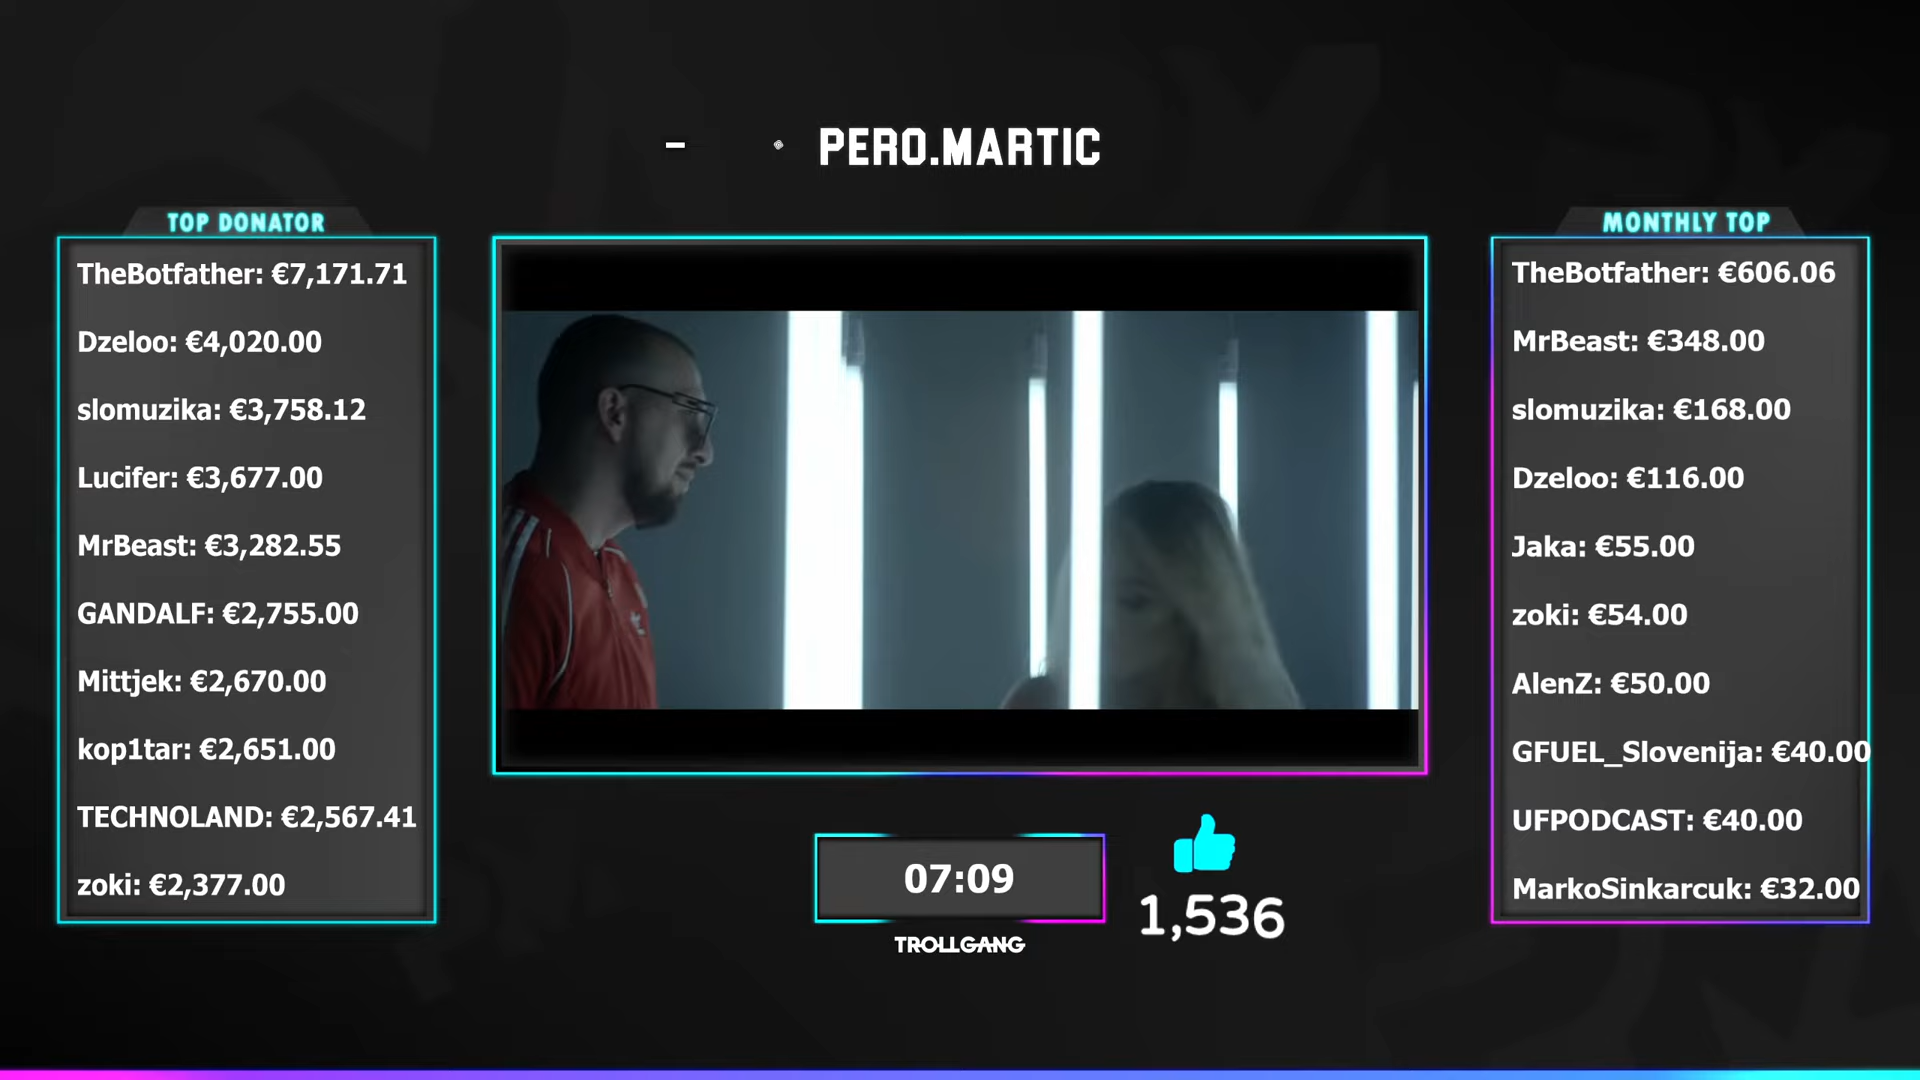 PERO.MARTIC
TOP DONATOR
TheBotfather: €7,171.71
Dzeloo: €4,020.00
slomuzika: €3,758.12
Lucifer: €3,677.00
MrBeast: €3,282.55
GANDALF: €2,755.00
Mittjek: €2,670.00
kop1tar: €2,651.00
TECHNOLAND: €2,567.41
zoki: €2,377.00
07:09
TROLLGANG
1,536
MONTHLY TOP
TheBotfather: €606.06
MrBeast: €348.00
slomuzika: €168.00
Dzeloo: €116.00
Jaka: €55.00
zoki: €54.00
AlenZ: €50.00
GFUEL_Slovenija: €40.00
UFPODCAST: €40.00
MarkoSinkarcuk: €32.00